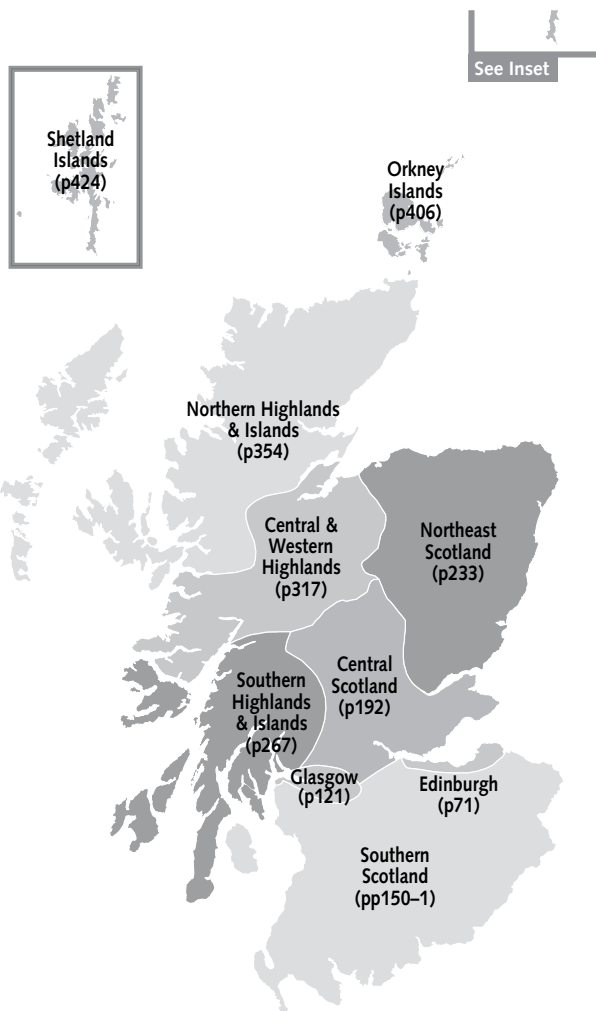 See Inset
Shetland
Islands
(p424)
Orkney
Islands
(p406)
Northern Highlands
& Islands
(p354)
Central &
Western
Highlands
(p317)
Northeast
Scotland
(p233)
Central
Scotland
(p192)
Southern
Highlands
& Islands
(p267)
Glasgow
(p121)
Edinburgh
(p71)
Southern
Scotland
(pp150–1)